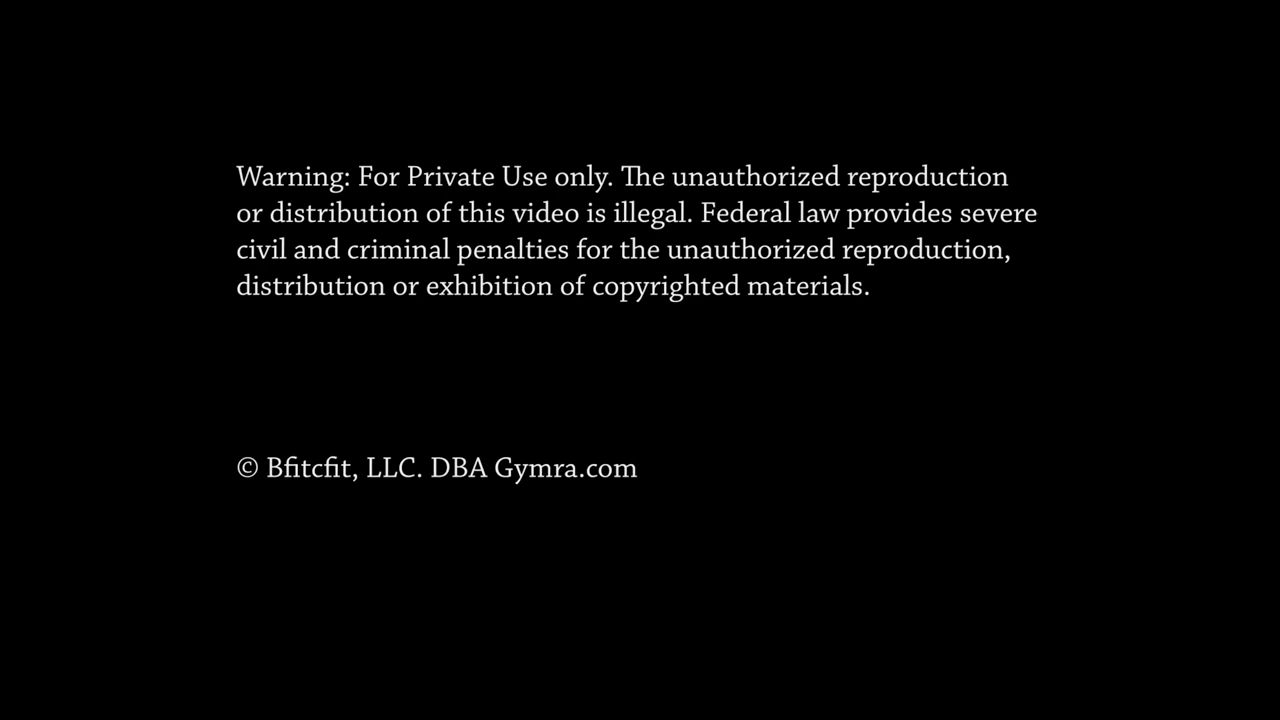 Warning: For Private Use only. The unauthorized reproduction
or distribution of this video is illegal. Federal law provides severe
civil and criminal penalties for the unauthorized reproduction,
distribution or exhibition of copyrighted materials.
© Bfitcfit, LLC. DBA Gymra.com